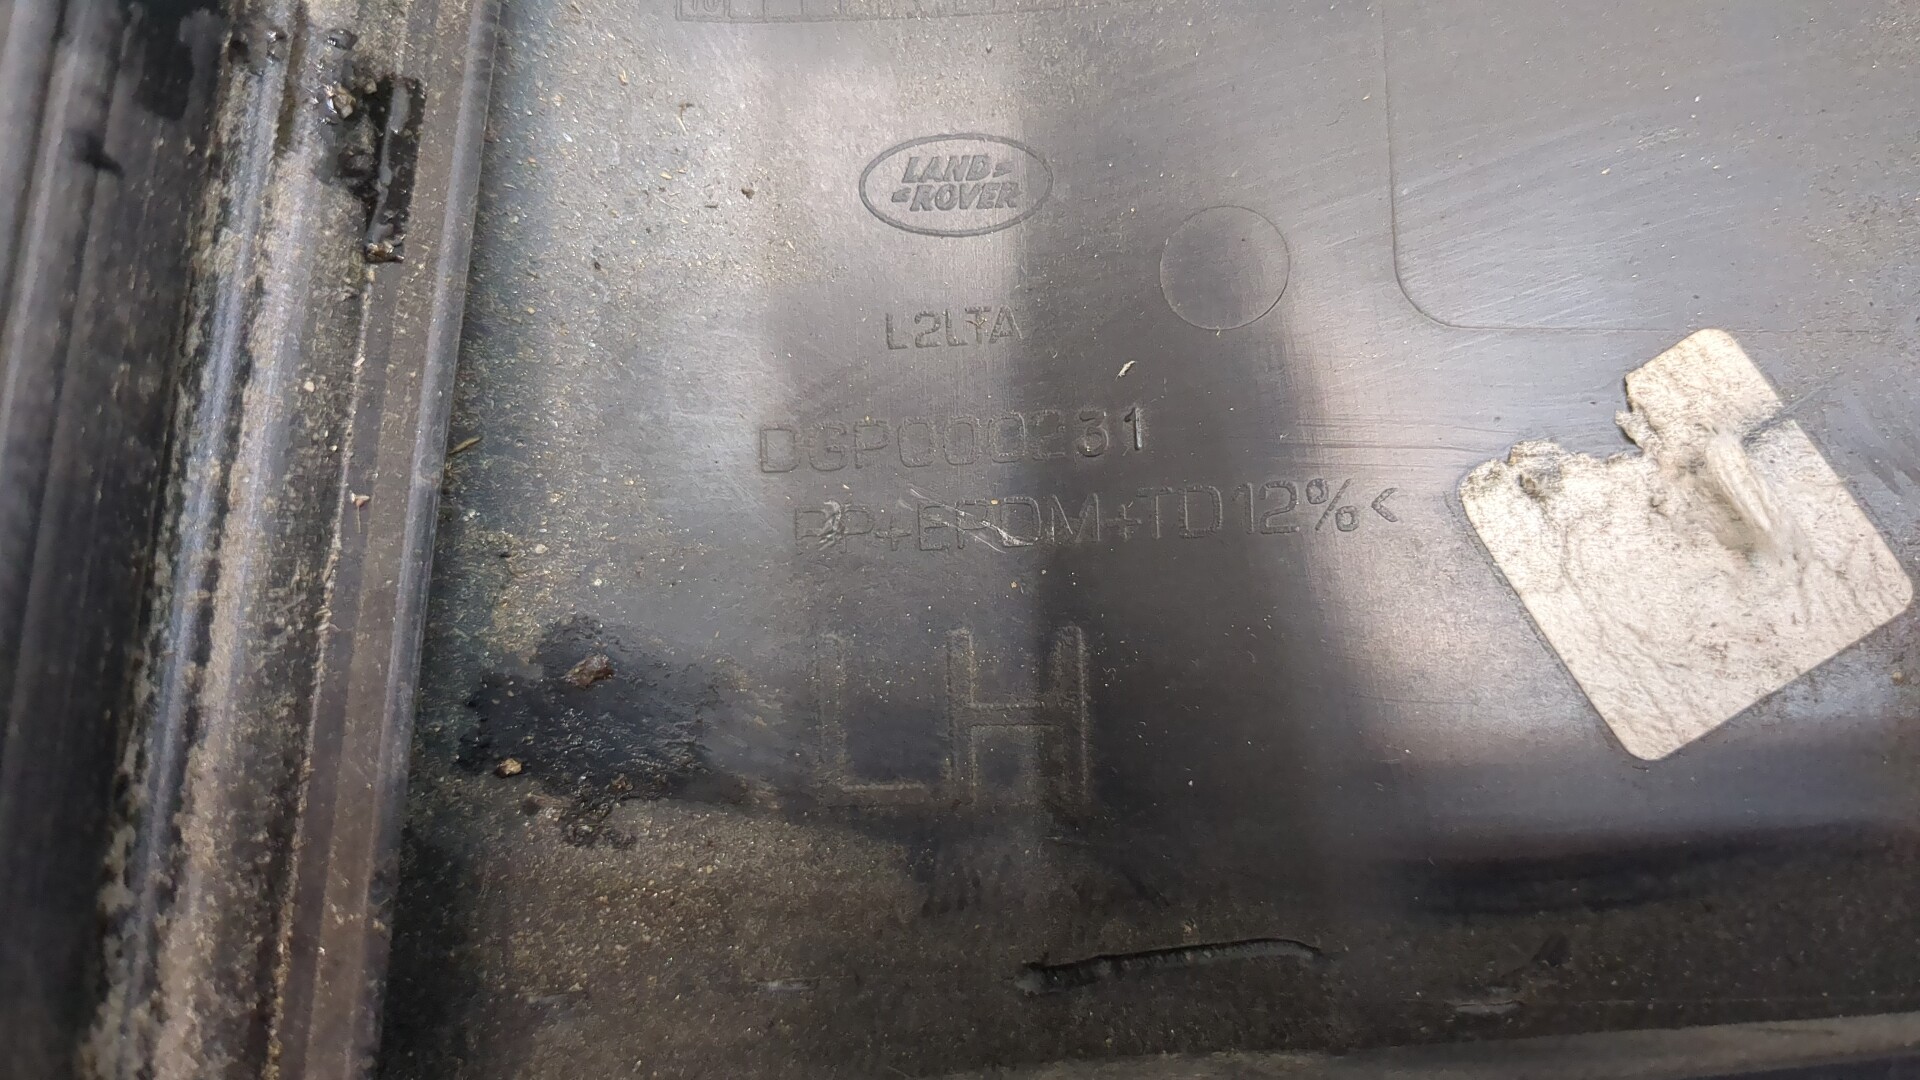 LAND-
-ROVER
L2LTA
DGP000231
PP+EPDM+TD12%<
LH